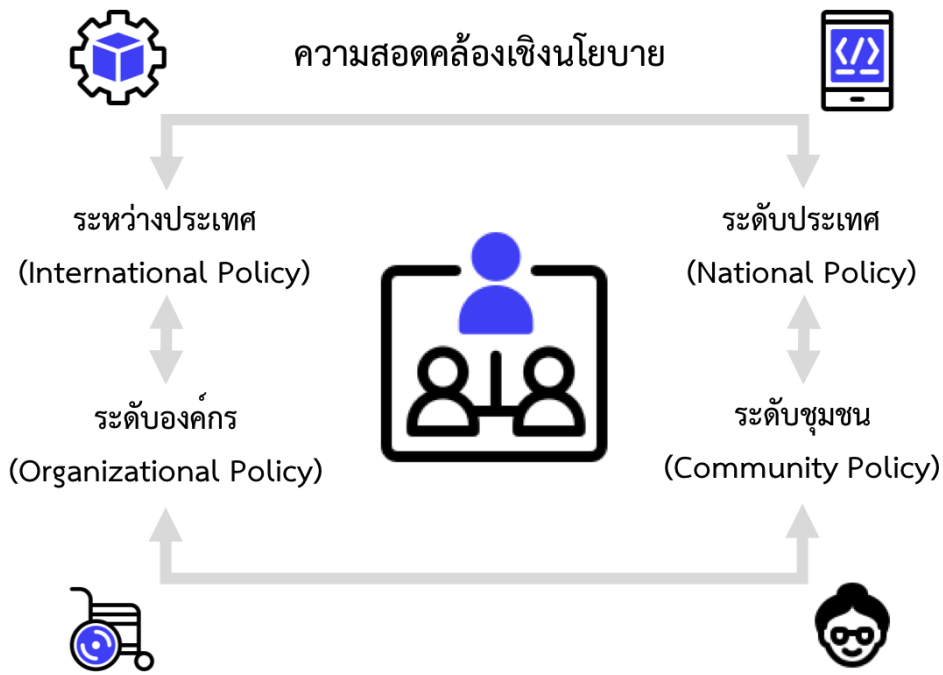 ความสอดคล้องเชิงนโยบาย
ระหว่างประเทศ
(International Policy)
ระดับประเทศ
(National Policy)
ระดับองค์กร
(Organizational Policy)
ระดับชุมชน
(Community Policy)